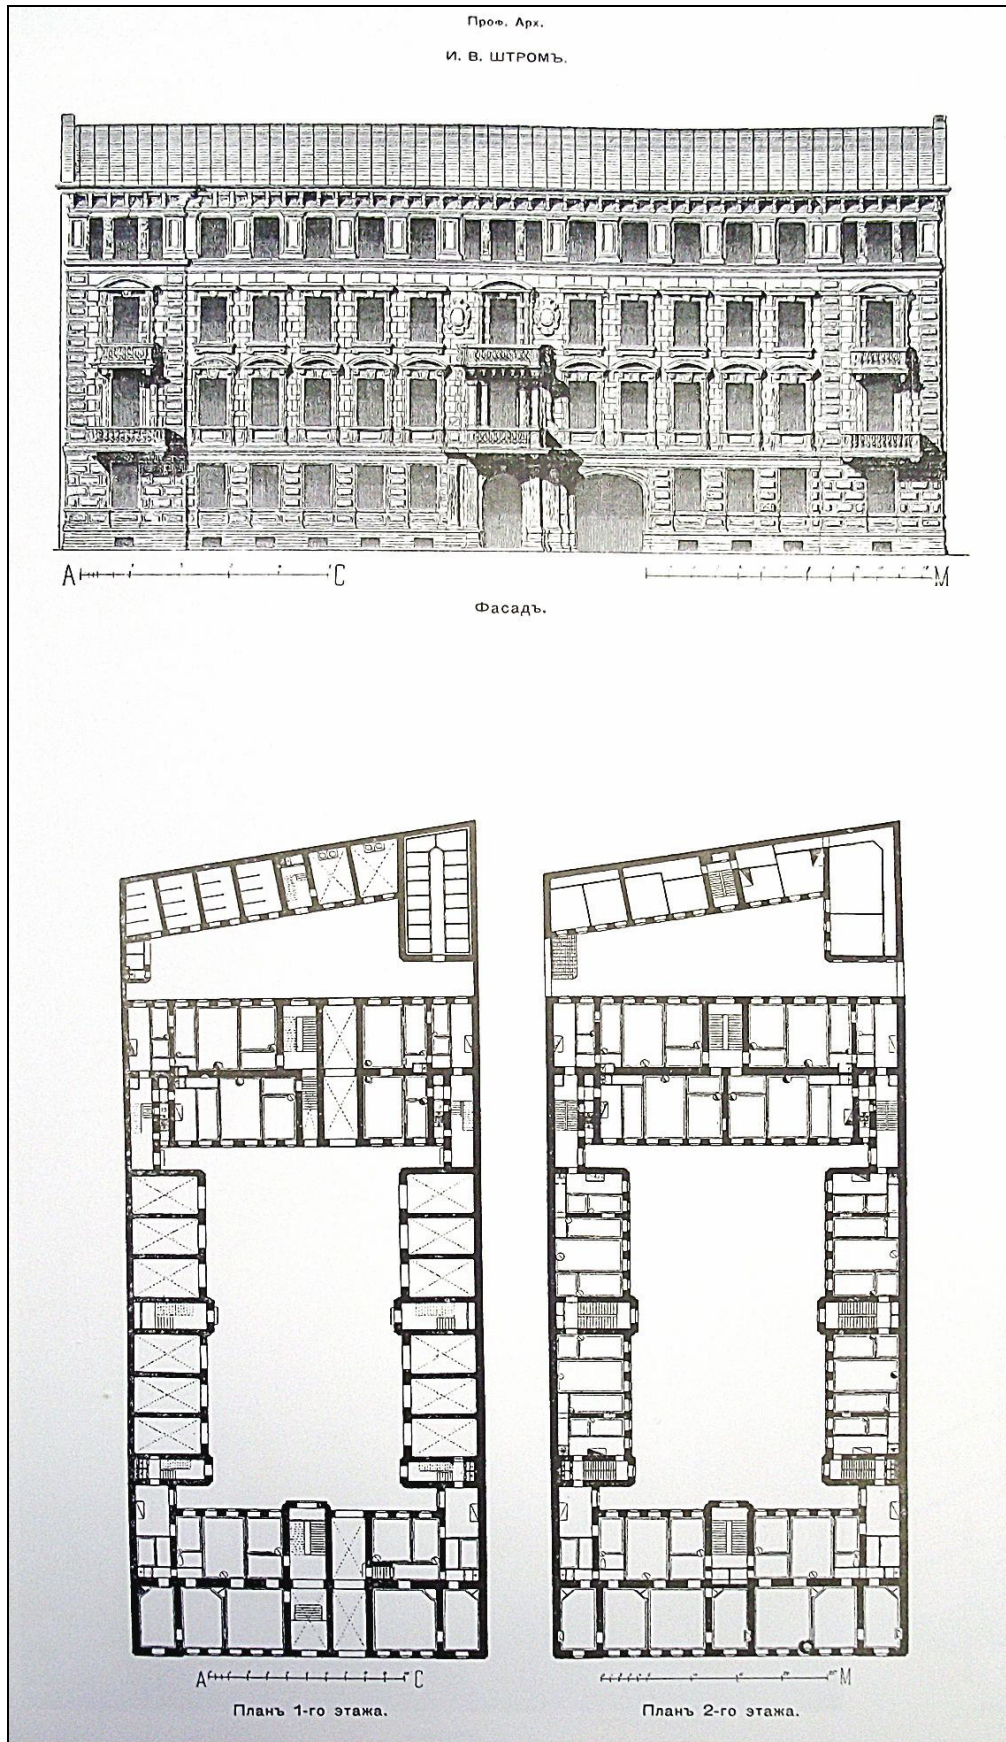 Проф. Арх.
И. В. ШТРОМЪ.
А С М
Фасадъ.
А С М
Планъ 1-го этажа. Планъ 2-го этажа.